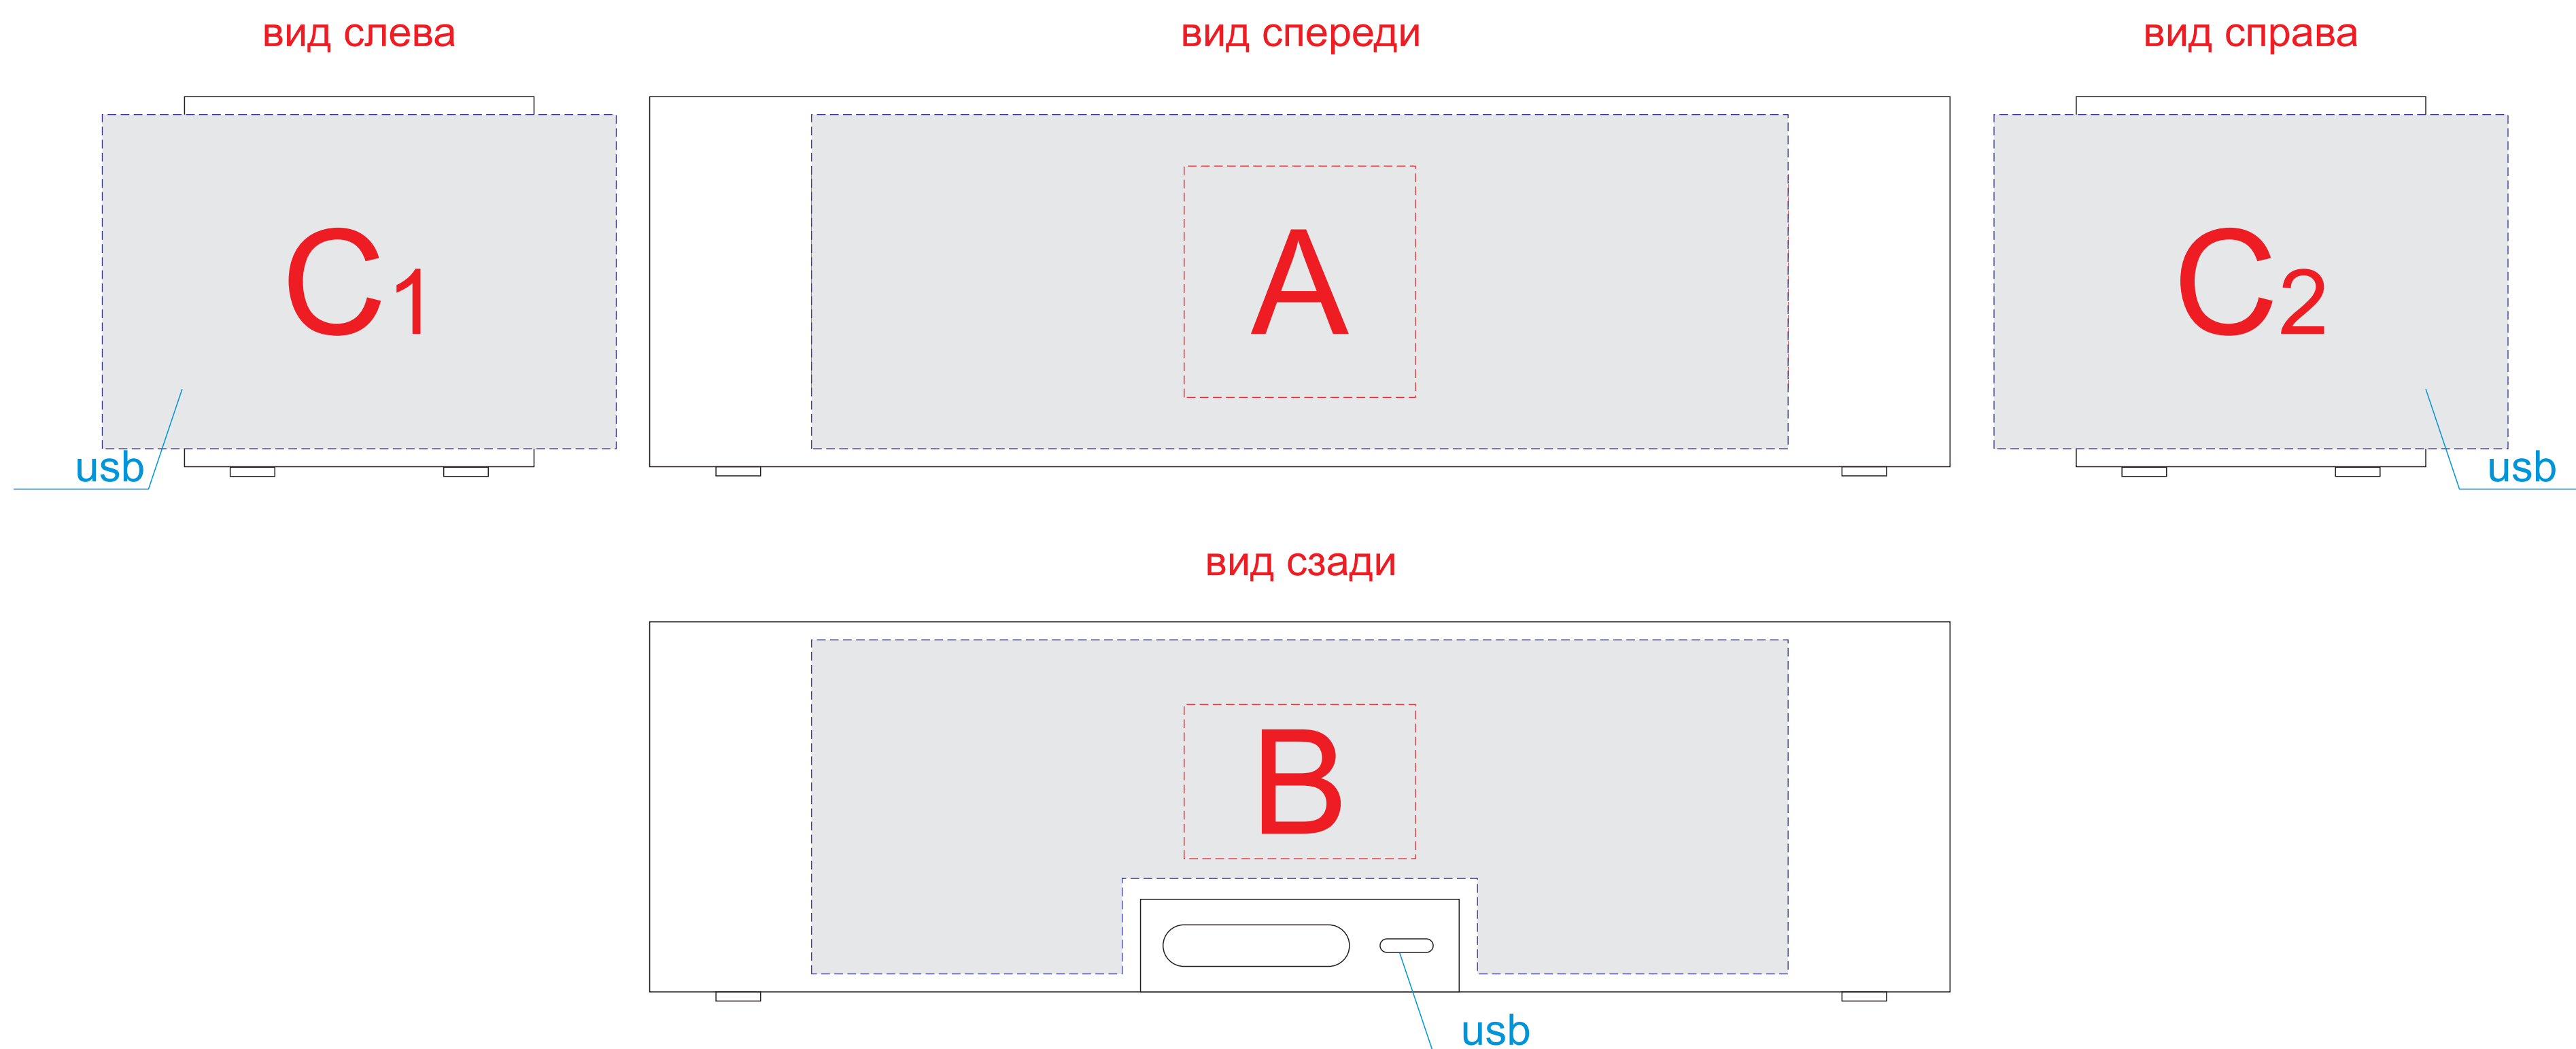 вид слева
вид спереди
вид справа
C1
A
C2
usb
usb
вид сзади
B
usb